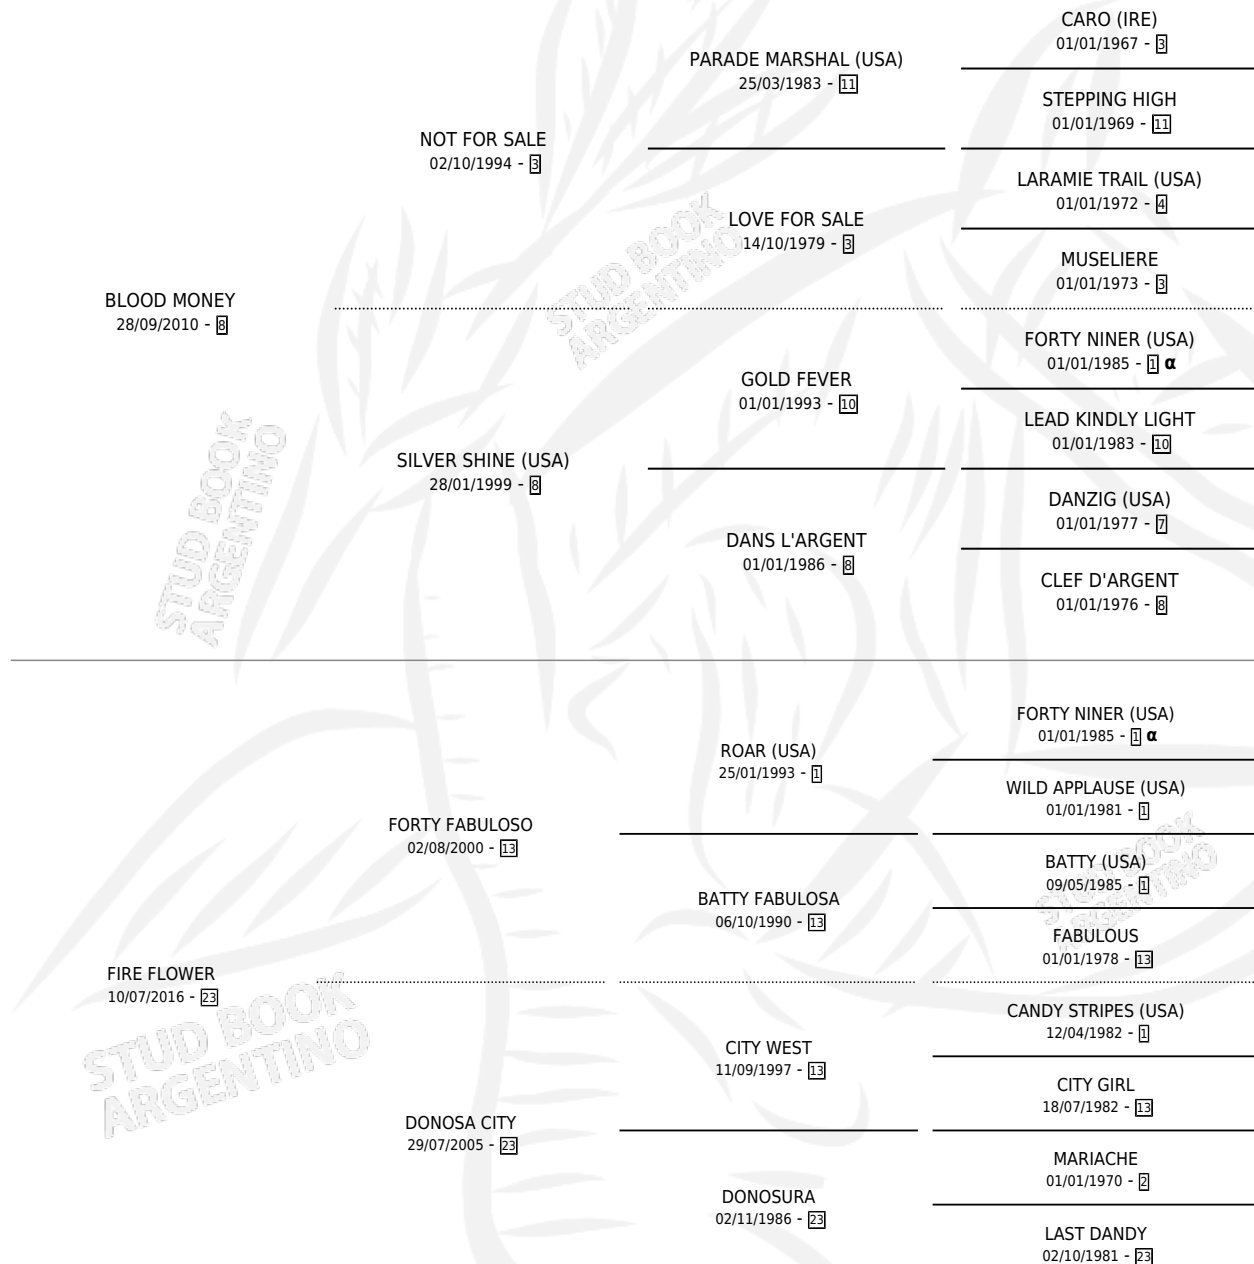 CARO (IRE)
01/01/1967 - 3
PARADE MARSHAL (USA)
25/03/1983 - 11
STEPPING HIGH
01/01/1969 - 11
NOT FOR SALE
02/10/1994 - 3
LARAMIE TRAIL (USA)
01/01/1972 - 4
LOVE FOR SALE
14/10/1979 - 3
MUSELIERE
01/01/1973 - 3
BLOOD MONEY
28/09/2010 - 8
FORTY NINER (USA)
01/01/1985 - 1 α
GOLD FEVER
01/01/1993 - 10
LEAD KINDLY LIGHT
01/01/1983 - 10
SILVER SHINE (USA)
28/01/1999 - 8
DANZIG (USA)
01/01/1977 - 7
DANS L'ARGENT
01/01/1986 - 8
CLEF D'ARGENT
01/01/1976 - 8
STUD BOOK
ARGENTINO
STUD BOOK
ARGENTINO
FORTY NINER (USA)
01/01/1985 - 1 α
ROAR (USA)
25/01/1993 - 1
WILD APPLAUSE (USA)
01/01/1981 - 1
FORTY FABULOSO
02/08/2000 - 13
BATTY (USA)
09/05/1985 - 1
BATTY FABULOSA
06/10/1990 - 13
FABULOUS
01/01/1978 - 13
FIRE FLOWER
10/07/2016 - 23
CANDY STRIPES (USA)
12/04/1982 - 1
CITY WEST
11/09/1997 - 13
CITY GIRL
18/07/1982 - 13
DONOSA CITY
29/07/2005 - 23
MARIACHE
01/01/1970 - 2
DONOSURA
02/11/1986 - 23
LAST DANDY
02/10/1981 - 23
STUD BOOK
ARGENTINO
STUD BOOK
ARGENTINO